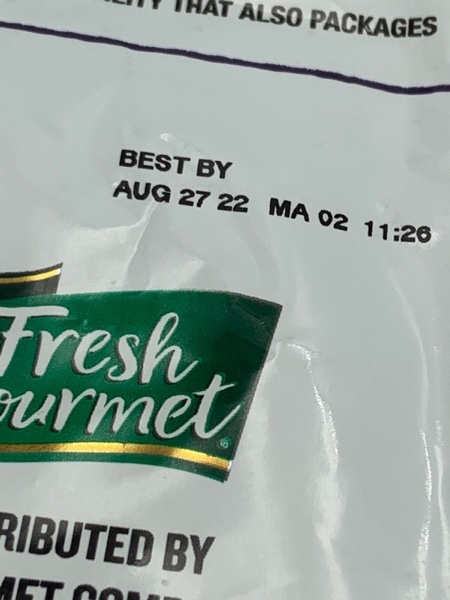 THAT ALSO PACKAGES
BEST BY
AUG 27 22 MA 02 11:26
Fresh
ourmet®
RIBUTED BY